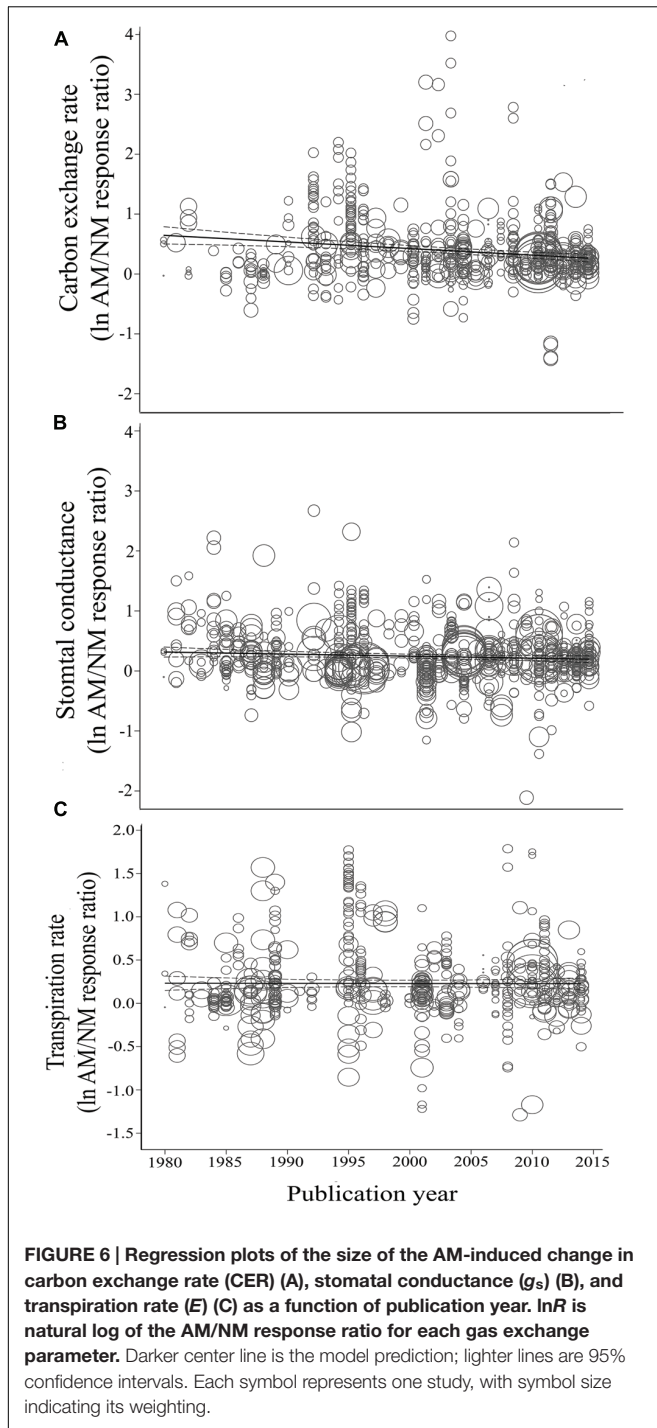 A
4
3
2
1
0
-1
-2
Carbon exchange rate
(ln AM/NM response ratio)
B
4
3
2
1
0
-1
-2
Stomtal conductance
(ln AM/NM response ratio)
C
2.0
1.5
1.0
0.5
0.0
-0.5
-1.0
-1.5
Transpiration rate
(ln AM/NM response ratio)
1980 1985 1990 1995 2000 2005 2010 2015
Publication year
FIGURE 6 | Regression plots of the size of the AM-induced change in
carbon exchange rate (CER) (A), stomatal conductance (gs) (B), and
transpiration rate (E) (C) as a function of publication year. lnR is
natural log of the AM/NM response ratio for each gas exchange
parameter. Darker center line is the model prediction; lighter lines are 95%
confidence intervals. Each symbol represents one study, with symbol size
indicating its weighting.